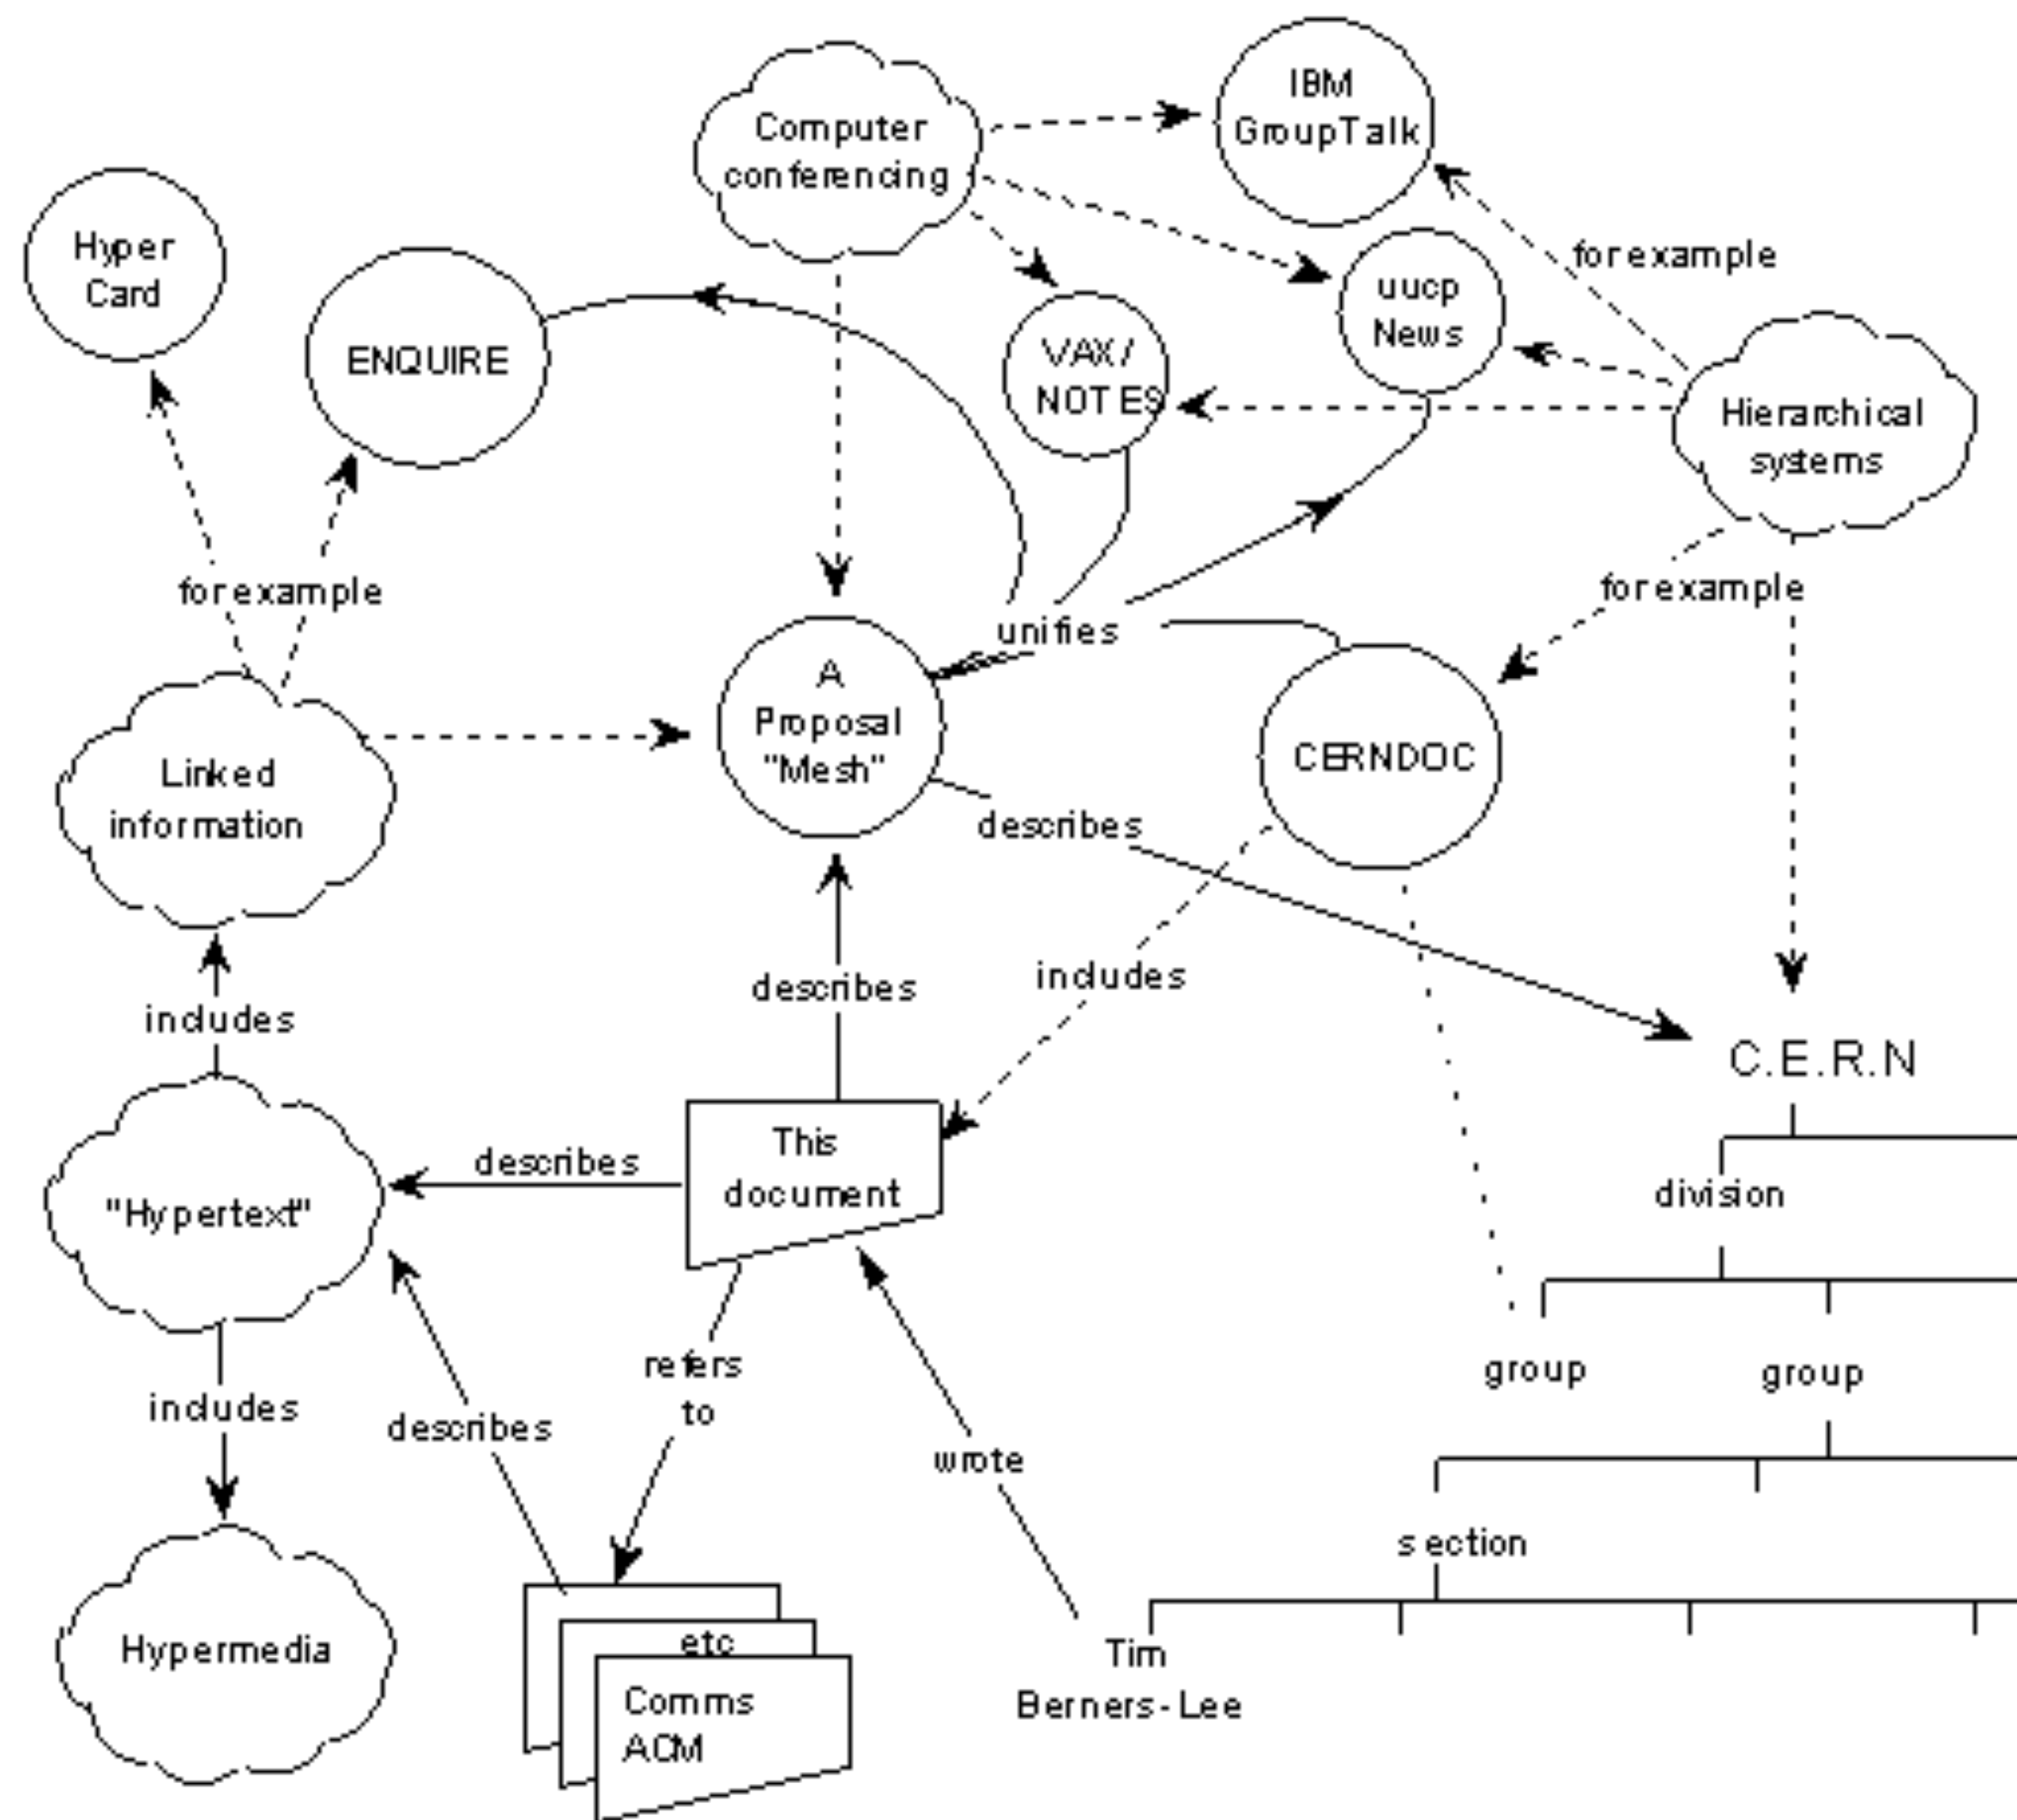 IBM
GroupTalk
Computer
conferencing
Hyper
Card
for example
uucp
News
ENQUIRE
VAX/
NOTES
Hierarchical
systems
for example
for example
unifies
A
Proposal
"Mesh"
CERNDOC
Linked
information
describes
includes
describes
includes
C.E.R.N
This
document
describes
division
"Hypertext"
refers
to
group
group
includes
describes
wrote
section
Hypermedia
etc
Comms
ACM
Tim
Berners-Lee